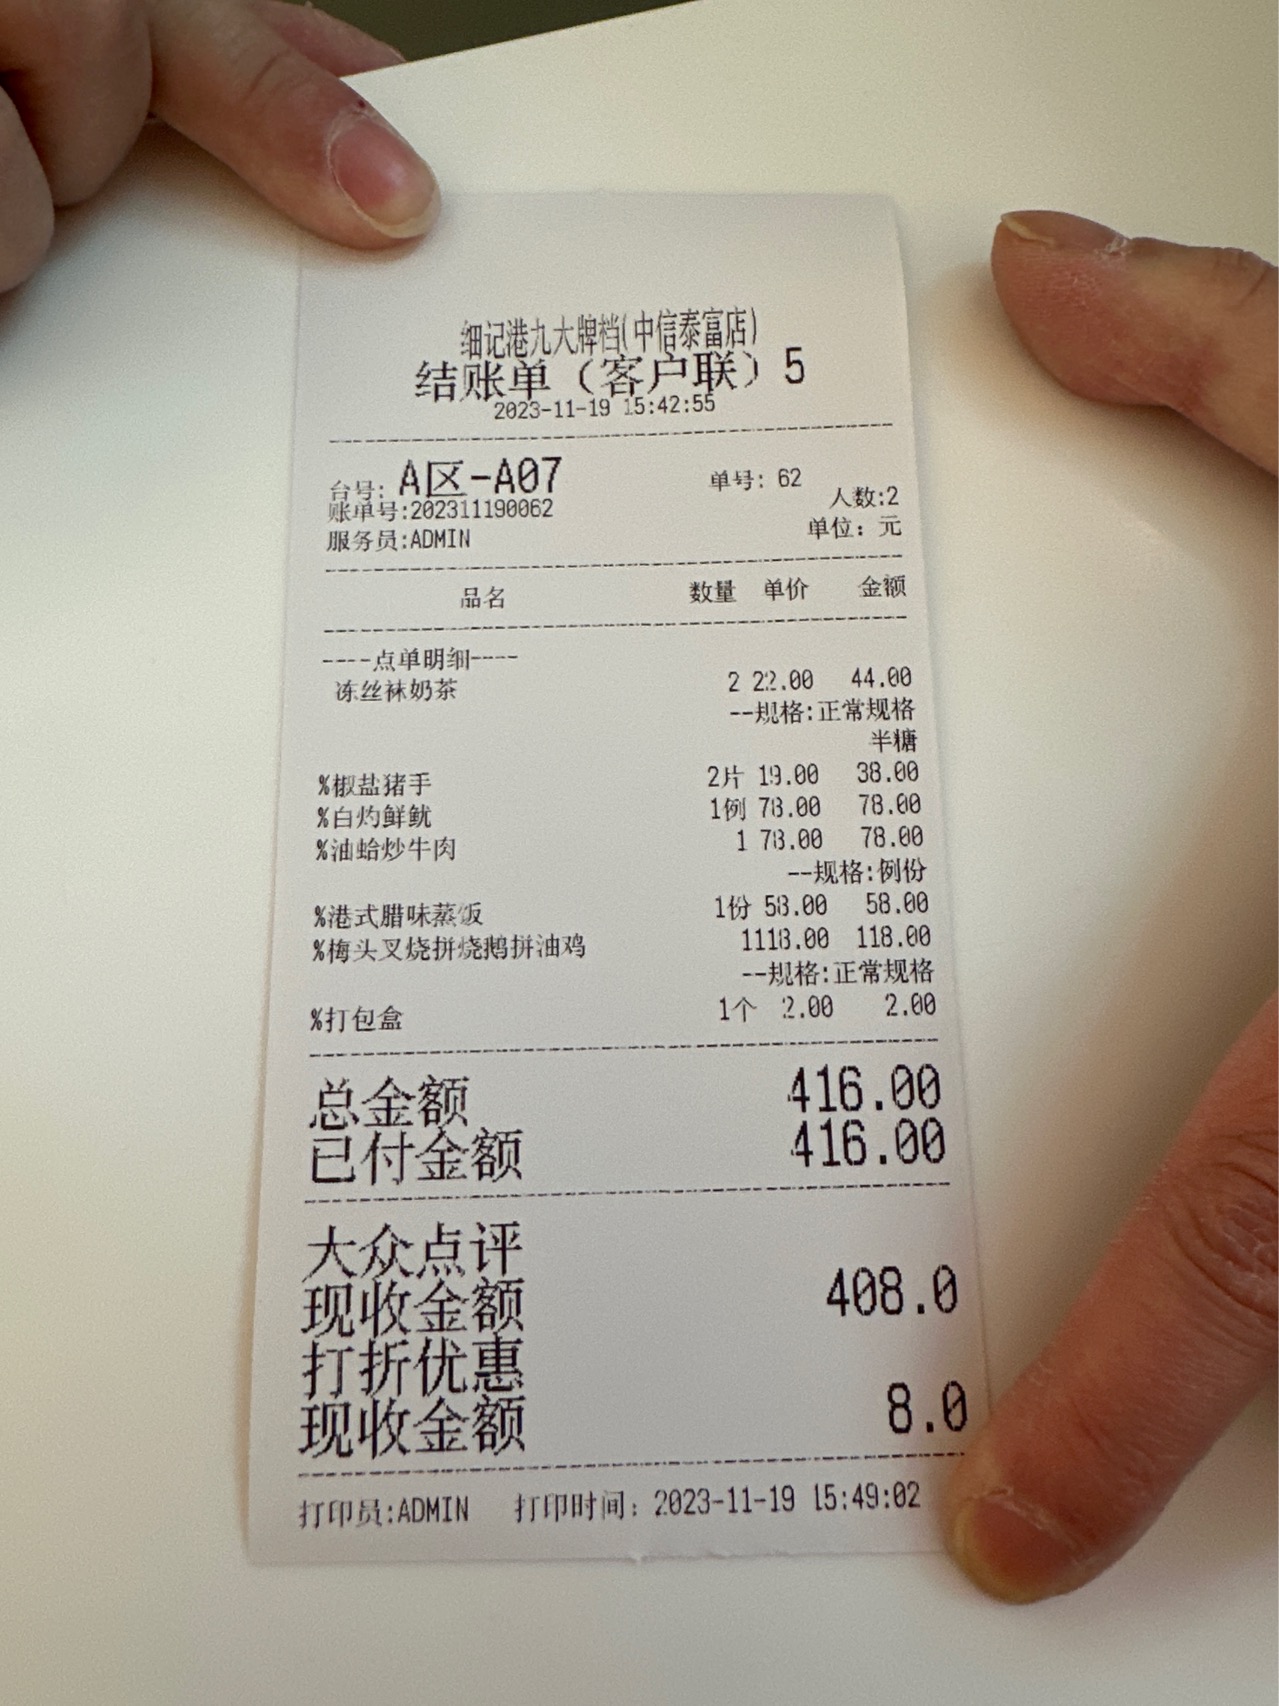 细记港九大牌档(中信泰富店)
结账单（客户联）5
2023-11-19 15:42:55
台号: A区-A07 单号: 62
人数:2
账单号:202311190062
单位: 元
服务员:ADMIN
品名 数量 单价 金额
----点单明细----
冻丝袜奶茶 2 22.00 44.00
--规格:正常规格
半糖
%椒盐猪手 2片 19.00 38.00
%白灼鲜鱿 1例 78.00 78.00
%油蛤炒牛肉 1 78.00 78.00
--规格:例份
%港式腊味蒸饭 1份 58.00 58.00
%梅头叉烧拼烧鹅拼油鸡 1118.00 118.00
--规格:正常规格
%打包盒 1个 2.00 2.00
总金额 416.00
已付金额 416.00
大众点评
现收金额 408.0
打折优惠
现收金额 8.0
打印员:ADMIN 打印时间: 2023-11-19 15:49:02